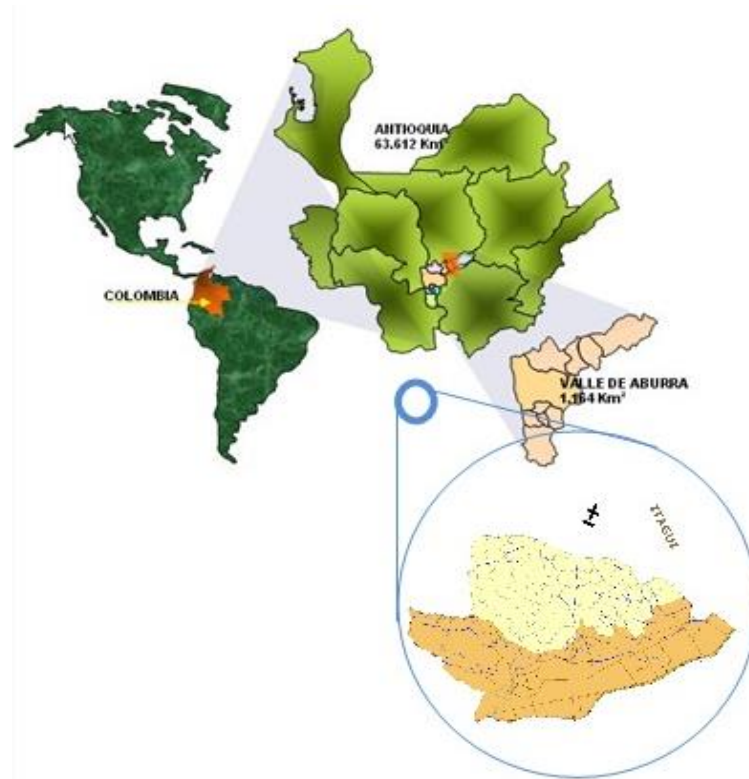 ANTIOQUIA
63.612 Km²
COLOMBIA
VALLE DE ABURRA
1.164 Km²
ITAGUI